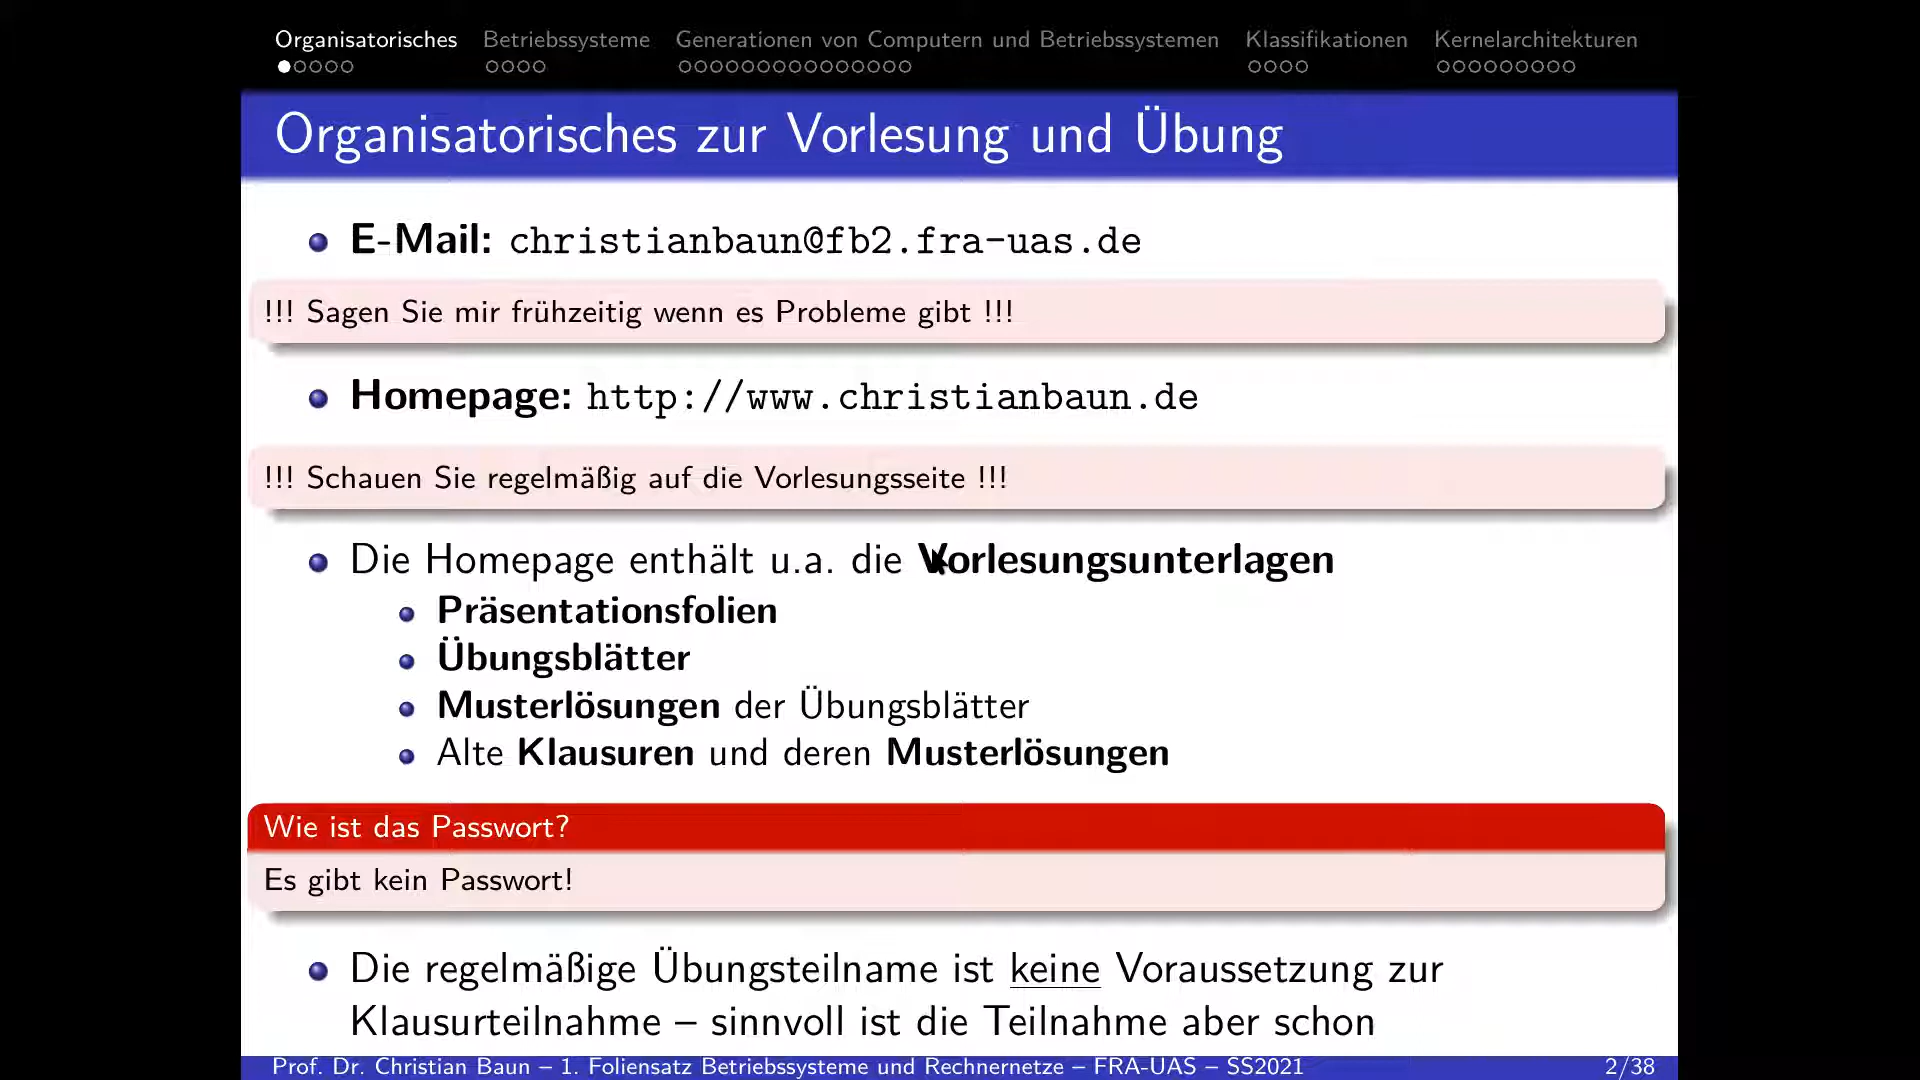 Organisatorisches Betriebssysteme Generationen von Computern und Betriebssystemen Klassifikationen Kernelarchitekturen
Organisatorisches zur Vorlesung und Übung
E-Mail: christianbaun@fb2.fra-uas.de
!!! Sagen Sie mir frühzeitig wenn es Probleme gibt !!!
Homepage: http://www.christianbaun.de
!!! Schauen Sie regelmäßig auf die Vorlesungsseite !!!
Die Homepage enthält u.a. die Vorlesungsunterlagen
Präsentationsfolien
Übungsblätter
Musterlösungen der Übungsblätter
Alte Klausuren und deren Musterlösungen
Wie ist das Passwort?
Es gibt kein Passwort!
Die regelmäßige Übungsteilname ist keine Voraussetzung zur
Klausurteilnahme – sinnvoll ist die Teilnahme aber schon
Prof. Dr. Christian Baun – 1. Foliensatz Betriebssysteme und Rechnernetze – FRA-UAS – SS2021 2/38